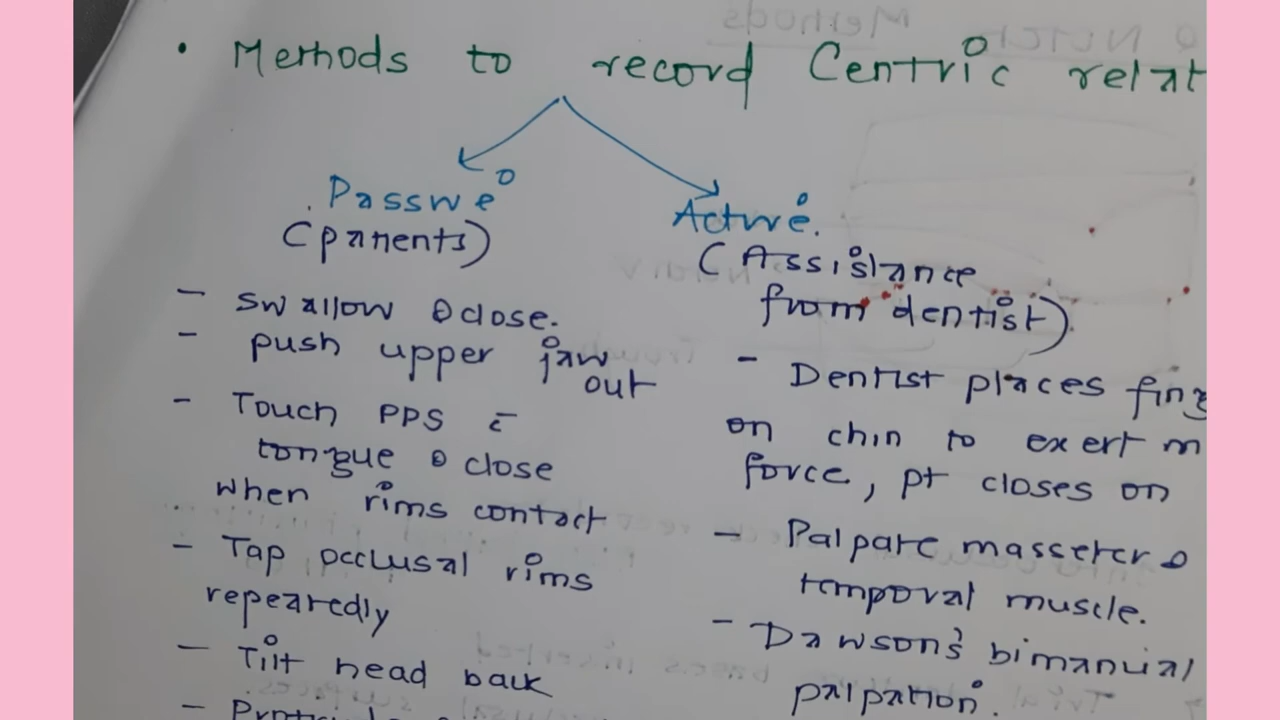 • Methods to record Centric relat
Passive
(patients)
- Swallow & close.
- push upper jaw
out
- Touch PPS c̄
tongue & close
when rims contact
- Tap occlusal rims
repeatedly
- Tilt head back
Active.
(Assistance
from dentist)
- Dentist places fing
on chin to exert m
force, pt closes on
- Palpate masseter &
temporal muscle.
- Dawson's bimanual
palpation.